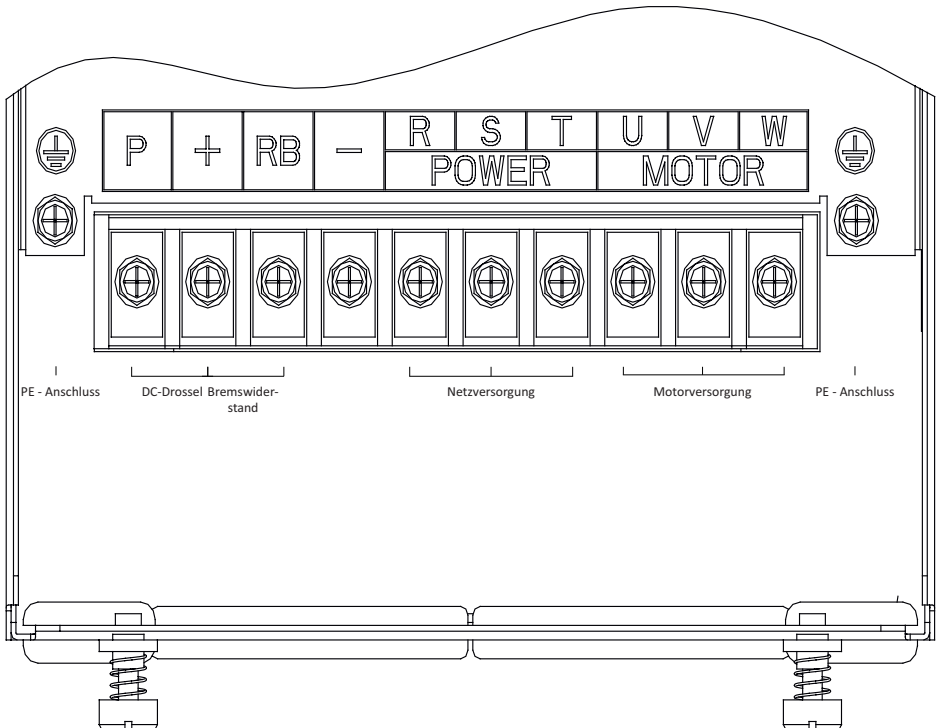 P + RB - R S T U V W
POWER MOTOR
PE - Anschluss DC-Drossel Bremswider-
stand Netzversorgung Motorversorgung PE - Anschluss